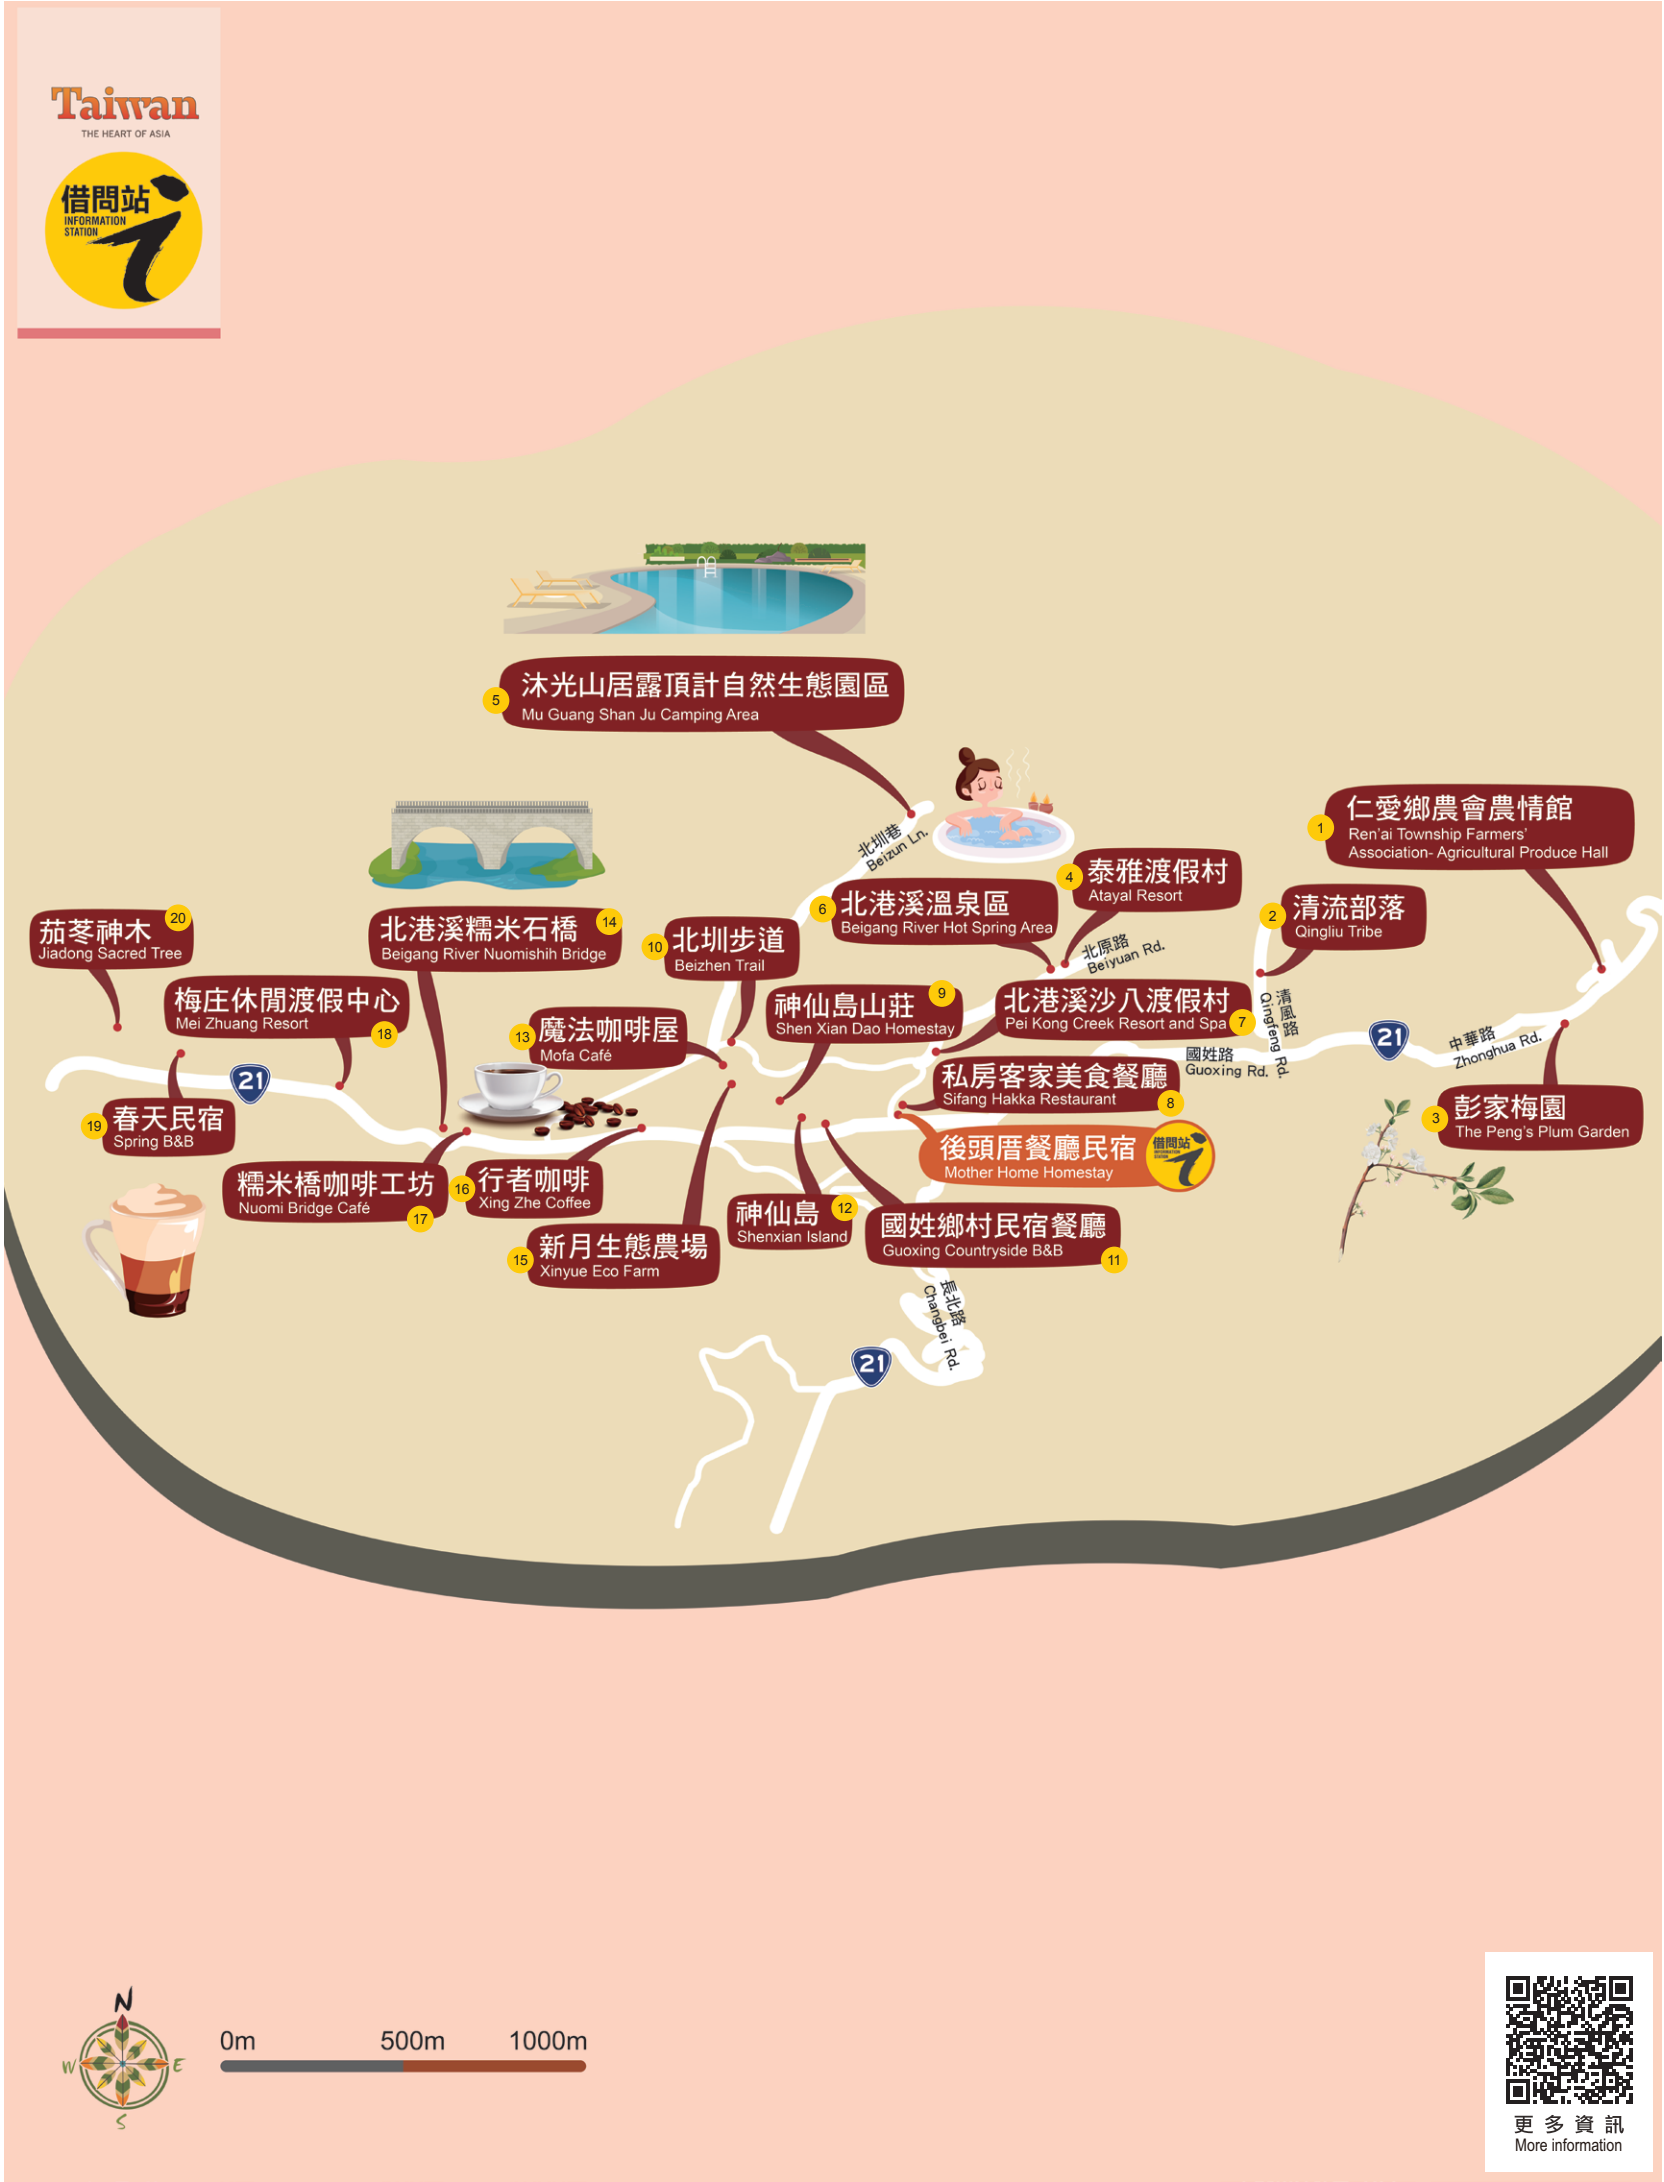 Taiwan
THE HEART OF ASIA
借問站
INFORMATION
STATION
5
沐光山居露頂計自然生態園區
Mu Guang Shan Ju Camping Area
北圳巷
Beizun Ln.
1
仁愛鄉農會農情館
Ren'ai Township Farmers'
Association- Agricultural Produce Hall
4
泰雅渡假村
Atayal Resort
6
北港溪溫泉區
Beigang River Hot Spring Area
2
清流部落
Qingliu Tribe
20
茄苳神木
Jiadong Sacred Tree
14
北港溪糯米石橋
Beigang River Nuomishih Bridge
10
北圳步道
Beizhen Trail
北原路
Beiyuan Rd.
18
梅庄休閒渡假中心
Mei Zhuang Resort
13
魔法咖啡屋
Mofa Café
9
神仙島山莊
Shen Xian Dao Homestay
北港溪沙八渡假村
Pei Kong Creek Resort and Spa
7
清風路
Qingfeng Rd.
國姓路
Guoxing Rd.
21
中華路
Zhonghua Rd.
21
私房客家美食餐廳
Sifang Hakka Restaurant
8
3
彭家梅園
The Peng's Plum Garden
19
春天民宿
Spring B&B
後頭厝餐廳民宿
Mother Home Homestay
借問站
INFORMATION
STATION
糯米橋咖啡工坊
Nuomi Bridge Café
17
16
行者咖啡
Xing Zhe Coffee
12
神仙島
Shenxian Island
國姓鄉村民宿餐廳
Guoxing Countryside B&B
11
15
新月生態農場
Xinyue Eco Farm
長北路
Changbei Rd.
21
N
W
E
S
0m 500m 1000m
更多資訊
More information